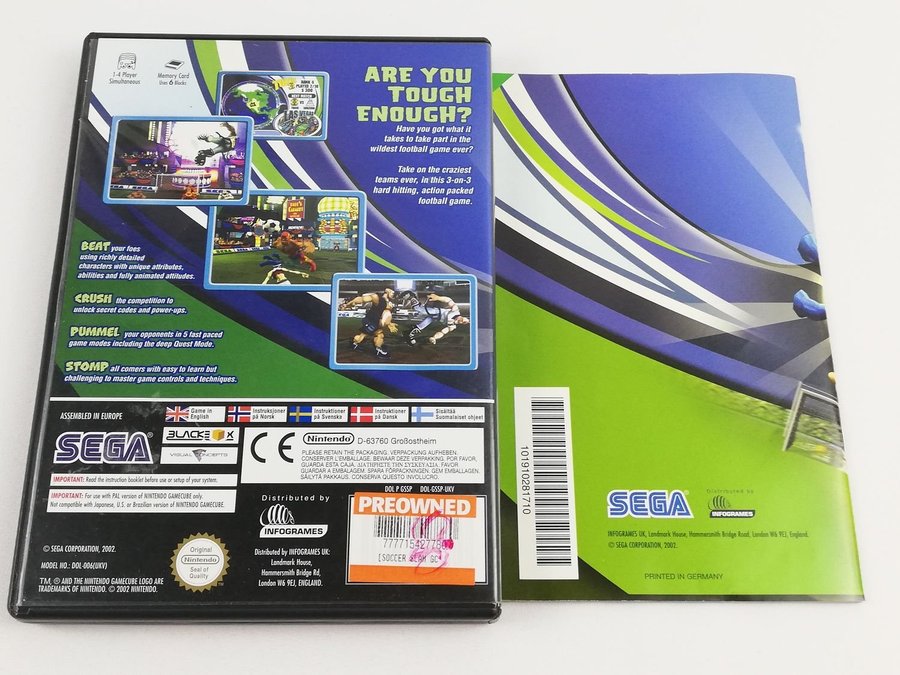 1-4 Player
Simultaneous
Memory Card
Uses 6 Blocks
ARE YOU
TOUGH
ENOUGH?
Have you got what it
takes to take part in the
wildest football game ever?
Take on the craziest
teams ever, in this 3-on-3
hard hitting, action packed
football game.
LAS VEGAS
BEAT your foes
using richly detailed
characters with unique attributes,
abilities and fully animated attitudes.
CRUSH the competition to
unlock secret codes and power-ups.
PUMMEL your opponents in 5 fast paced
game modes including the deep Quest Mode.
STOMP all comers with easy to learn but
challenging to master game controls and techniques.
ASSEMBLED IN EUROPE
Game in
English
Instruksjoner
på Norsk
Instruktioner
på Svenska
Instruktioner
på Dansk
Sisältää
Suomalaiset ohjeet
SEGA®
BLACKBOX
VISUAL CONCEPTS
CE
Nintendo® D-63760 Großostheim
PLEASE RETAIN THE PACKAGING. VERPACKUNG AUFHEBEN.
CONSERVER L'EMBALLAGE. BEWAAR DEZE VERPAKKING. POR FAVOR,
GUARDA ESTA CAJA. ΔΙΑΤΗΡΗΣΤΕ ΤΗΝ ΣΥΣΚΕΥΑΣΙΑ. FAVOR
GUARDAR A EMBALAGEM. SPARA FÖRPACKNINGEN. GEM EMBALLAGEN.
SÄILYTÄ PAKKAUS. CONSERVA QUESTO INVOLUCRO.
IMPORTANT: Read the instruction booklet before use of your system.
IMPORTANT: For use with PAL version of NINTENDO GAMECUBE only.
Not compatible with Japanese, U.S. or Brazilian version of NINTENDO GAMECUBE.
DOL P GSSP DOL-GSSP-UKV
Distributed by
INFOGRAMES
Distributed by INFOGRAMES UK:
Landmark House,
Hammersmith Bridge Rd,
London W6 9EJ, ENGLAND.
PREOWNED
[SOCCER SLAM GC
© SEGA CORPORATION, 2002.
MODEL NO.: DOL-006(UKV)
TM, ® AND THE NINTENDO GAMECUBE LOGO ARE
TRADEMARKS OF NINTENDO. © 2002 NINTENDO.
Original
Nintendo
Seal of
Quality
101910281710
SEGA®
Distributed by
INFOGRAMES
INFOGRAMES UK, Landmark House, Hammersmith Bridge Road, London W6 9EJ, England.
© SEGA CORPORATION, 2002.
PRINTED IN GERMANY